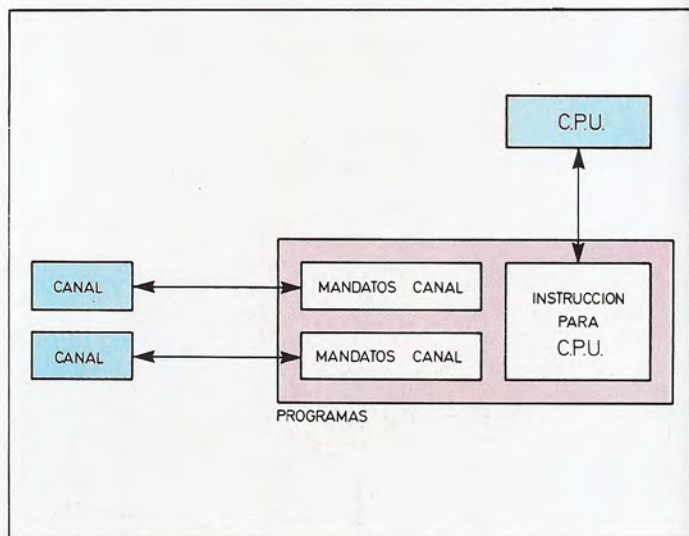 C.P.U.
CANAL
MANDATOS CANAL
CANAL
MANDATOS CANAL
INSTRUCCION
PARA
C.P.U.
PROGRAMAS